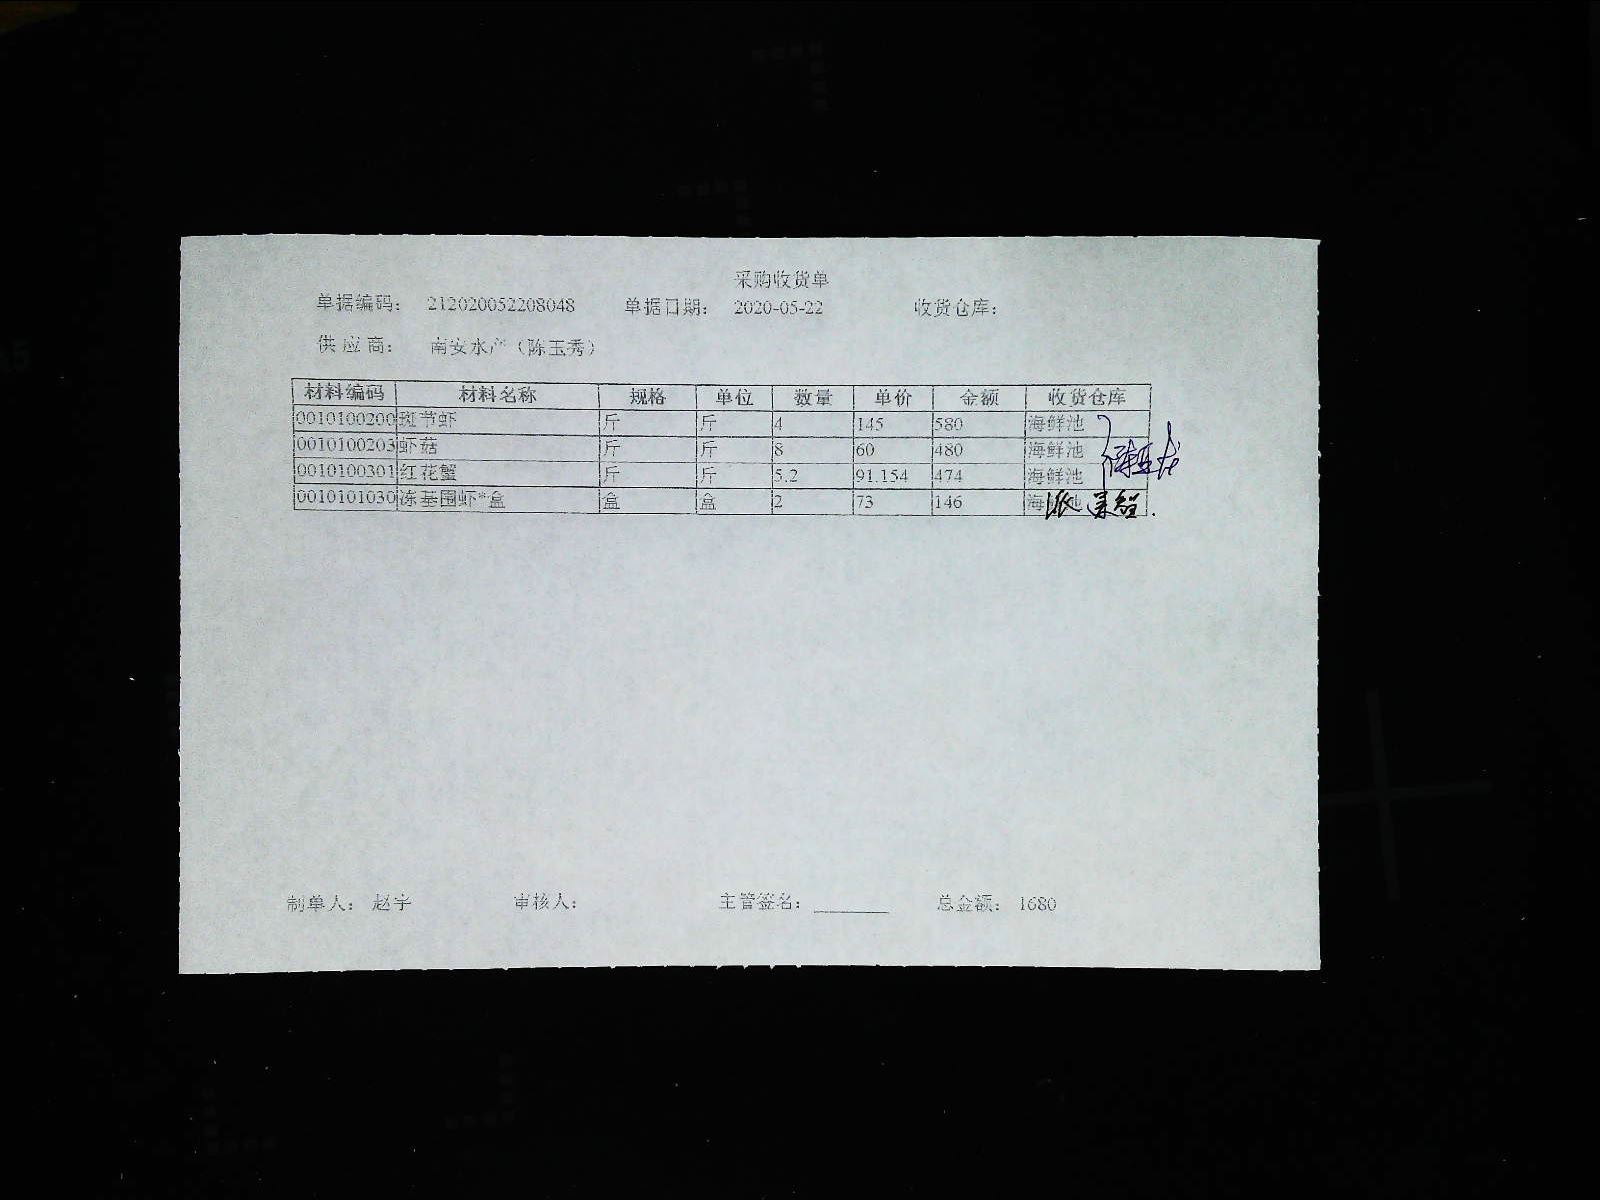 采购收货单
单据编码： 212020052208048 单据日期： 2020-05-22 收货仓库：
供应商： 南安水产（陈玉秀）
材料编码 材料名称 规格 单位 数量 单价 金额 收货仓库
0010100200 斑节虾 斤 斤 4 145 580 海鲜池
0010100203 虾菇 斤 斤 8 60 480 海鲜池
0010100301 红花蟹 斤 斤 5.2 91.154 474 海鲜池
0010101030 冻基围虾*盒 盒 盒 2 73 146 海
制单人： 赵宇 审核人： 主管签名： 总金额： 1680